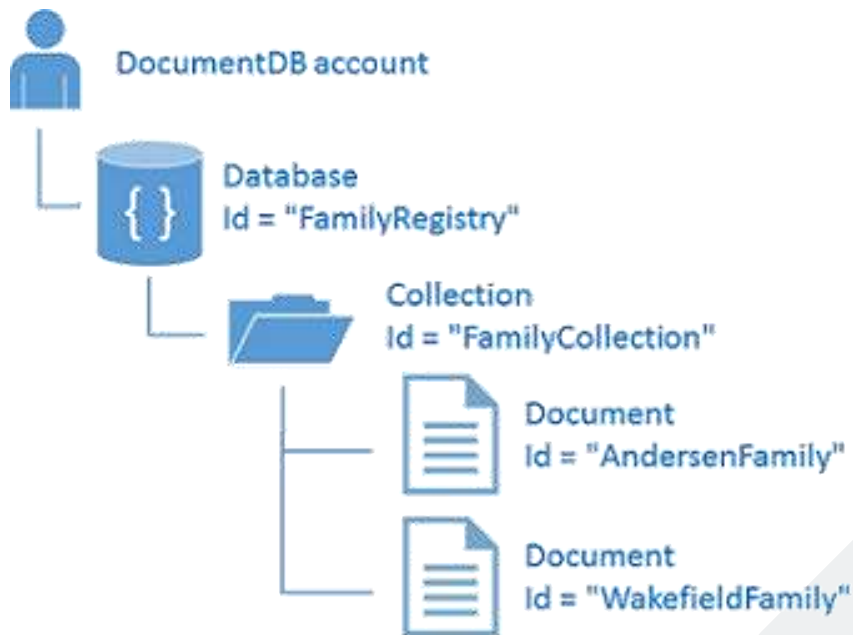 DocumentDB account
{ }
Database
Id = "FamilyRegistry"
Collection
Id = "FamilyCollection"
Document
Id = "AndersenFamily"
Document
Id = "WakefieldFamily"